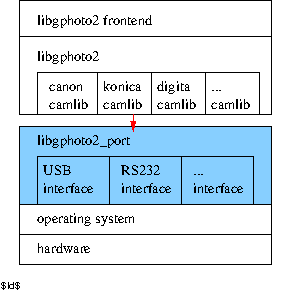 libgphoto2 frontend
libgphoto2
canon konica digita ...
camlib camlib camlib camlib
libgphoto2_port
USB RS232 ...
interface interface interface
operating system
hardware
$Id$